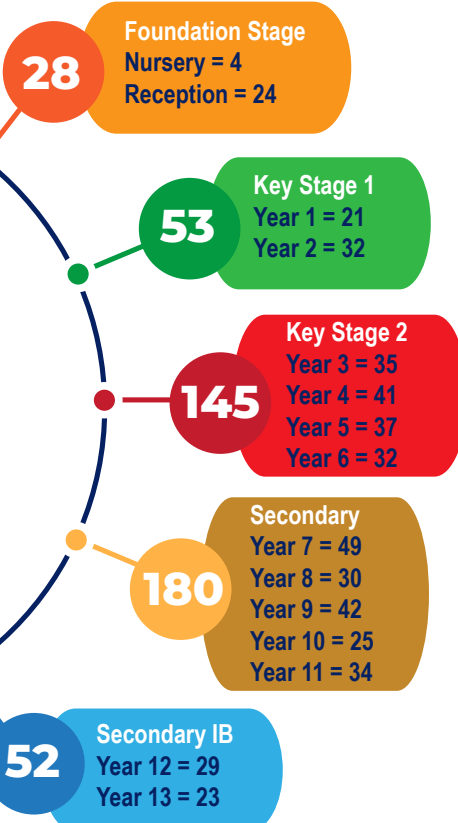 28
Foundation Stage
Nursery = 4
Reception = 24
53
Key Stage 1
Year 1 = 21
Year 2 = 32
145
Key Stage 2
Year 3 = 35
Year 4 = 41
Year 5 = 37
Year 6 = 32
180
Secondary
Year 7 = 49
Year 8 = 30
Year 9 = 42
Year 10 = 25
Year 11 = 34
52
Secondary IB
Year 12 = 29
Year 13 = 23